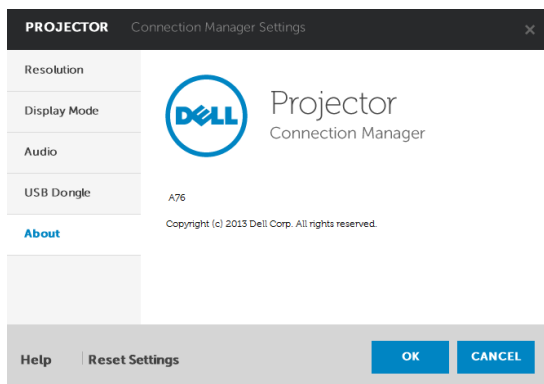 PROJECTOR Connection Manager Settings ×
Resolution
Display Mode
Audio
USB Dongle
About
DELL
Projector
Connection Manager
A76
Copyright (c) 2013 Dell Corp. All rights reserved.
Help Reset Settings OK CANCEL